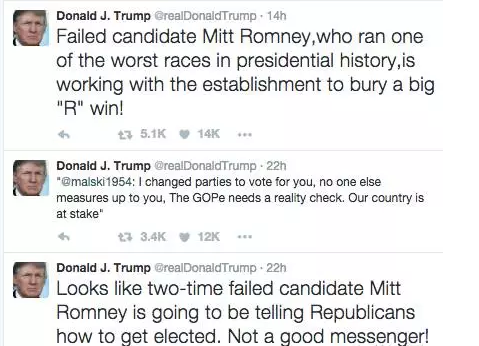 Donald J. Trump @realDonaldTrump · 14h
Failed candidate Mitt Romney,who ran one
of the worst races in presidential history,is
working with the establishment to bury a big
"R" win!
5.1K 14K
Donald J. Trump @realDonaldTrump · 22h
"@malski1954: I changed parties to vote for you, no one else
measures up to you, The GOPe needs a reality check. Our country is
at stake"
3.4K 12K
Donald J. Trump @realDonaldTrump · 22h
Looks like two-time failed candidate Mitt
Romney is going to be telling Republicans
how to get elected. Not a good messenger!